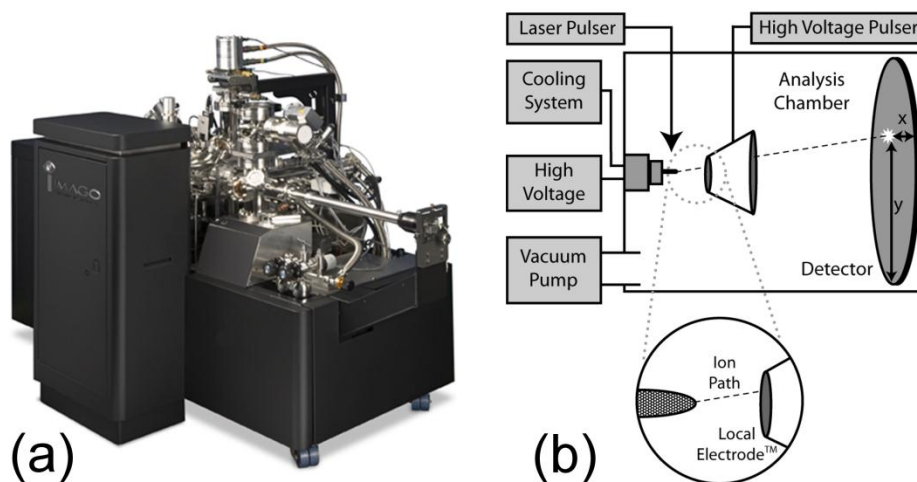 IMAGO
(a)
(b)
Laser Pulser
High Voltage Pulser
Cooling
System
High
Voltage
Vacuum
Pump
Analysis
Chamber
x
y
Detector
Ion
Path
Local
Electrode™